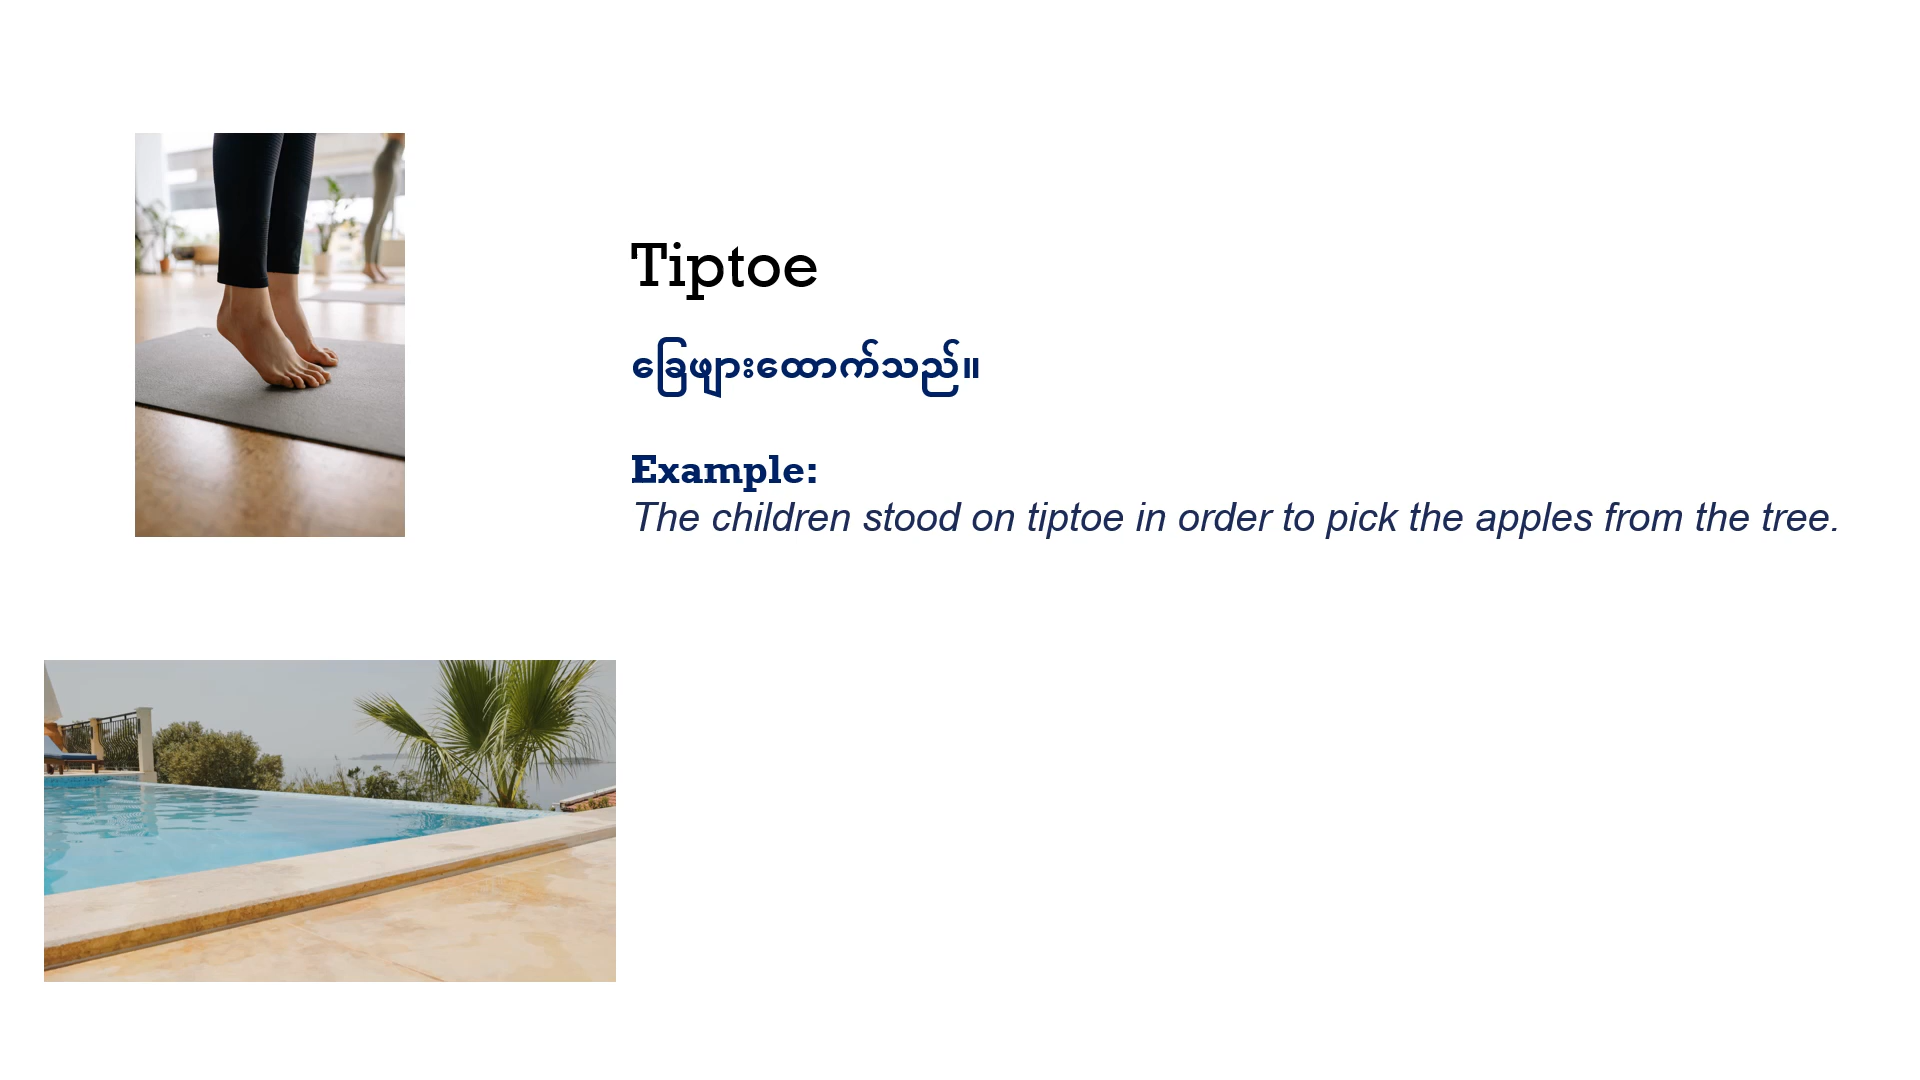 Tiptoe
ခြေဖျားထောက်သည်။
Example:
The children stood on tiptoe in order to pick the apples from the tree.